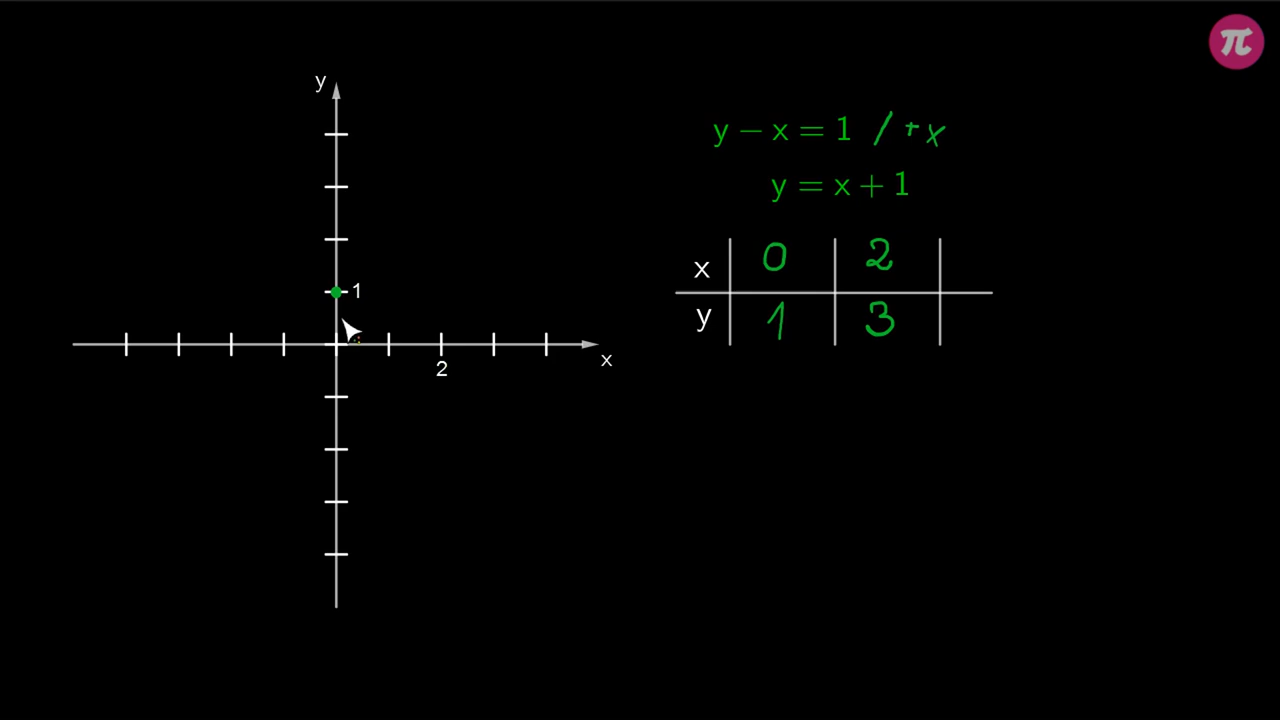 π
y
y − x = 1 / +x
y = x + 1
x 0 2
y 1 3
1
x
2